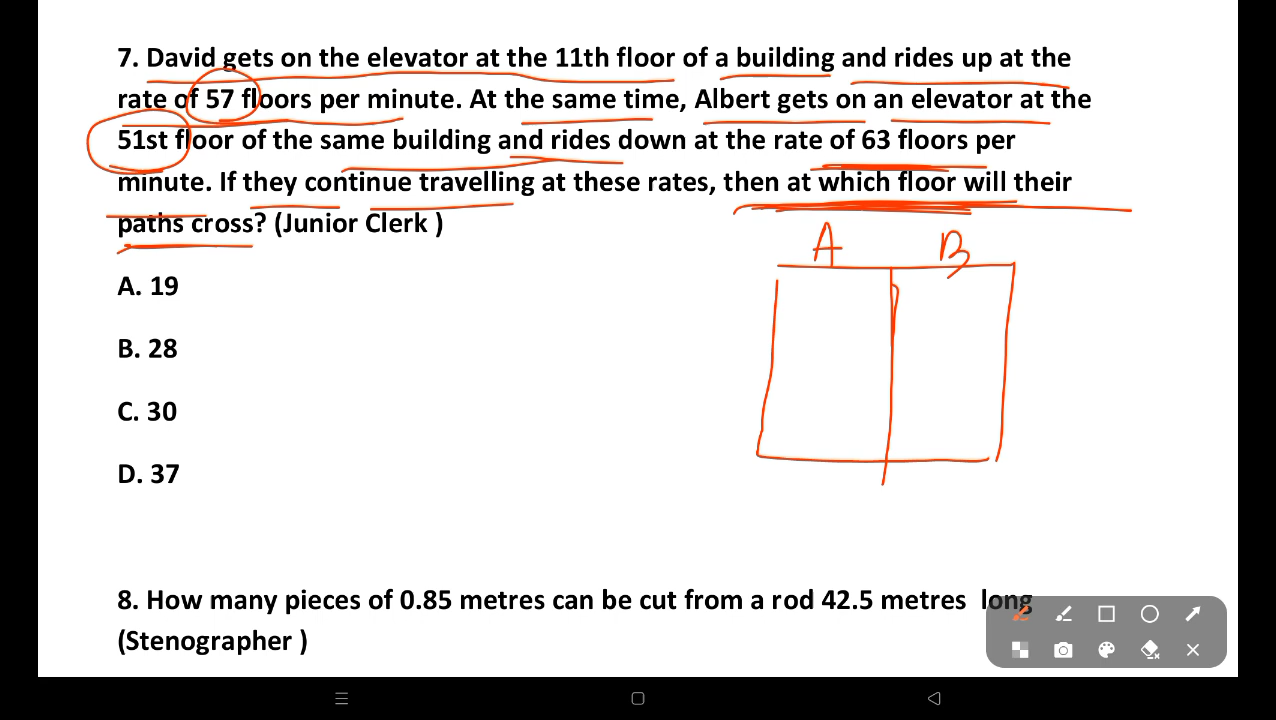 7. David gets on the elevator at the 11th floor of a building and rides up at the
rate of 57 floors per minute. At the same time, Albert gets on an elevator at the
51st floor of the same building and rides down at the rate of 63 floors per
minute. If they continue travelling at these rates, then at which floor will their
paths cross? (Junior Clerk )
A B
A. 19
B. 28
C. 30
D. 37
8. How many pieces of 0.85 metres can be cut from a rod 42.5 metres  long
(Stenographer )